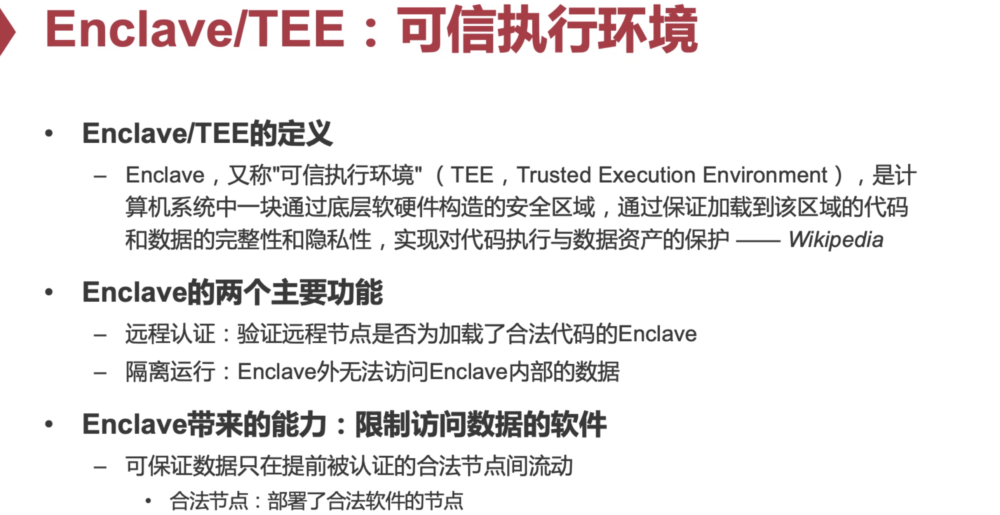 Enclave/TEE：可信执行环境
• Enclave/TEE的定义
– Enclave，又称"可信执行环境"（TEE，Trusted Execution Environment），是计
算机系统中一块通过底层软硬件构造的安全区域，通过保证加载到该区域的代码
和数据的完整性和隐私性，实现对代码执行与数据资产的保护 —— Wikipedia
• Enclave的两个主要功能
– 远程认证：验证远程节点是否为加载了合法代码的Enclave
– 隔离运行：Enclave外无法访问Enclave内部的数据
• Enclave带来的能力：限制访问数据的软件
– 可保证数据只在提前被认证的合法节点间流动
• 合法节点：部署了合法软件的节点